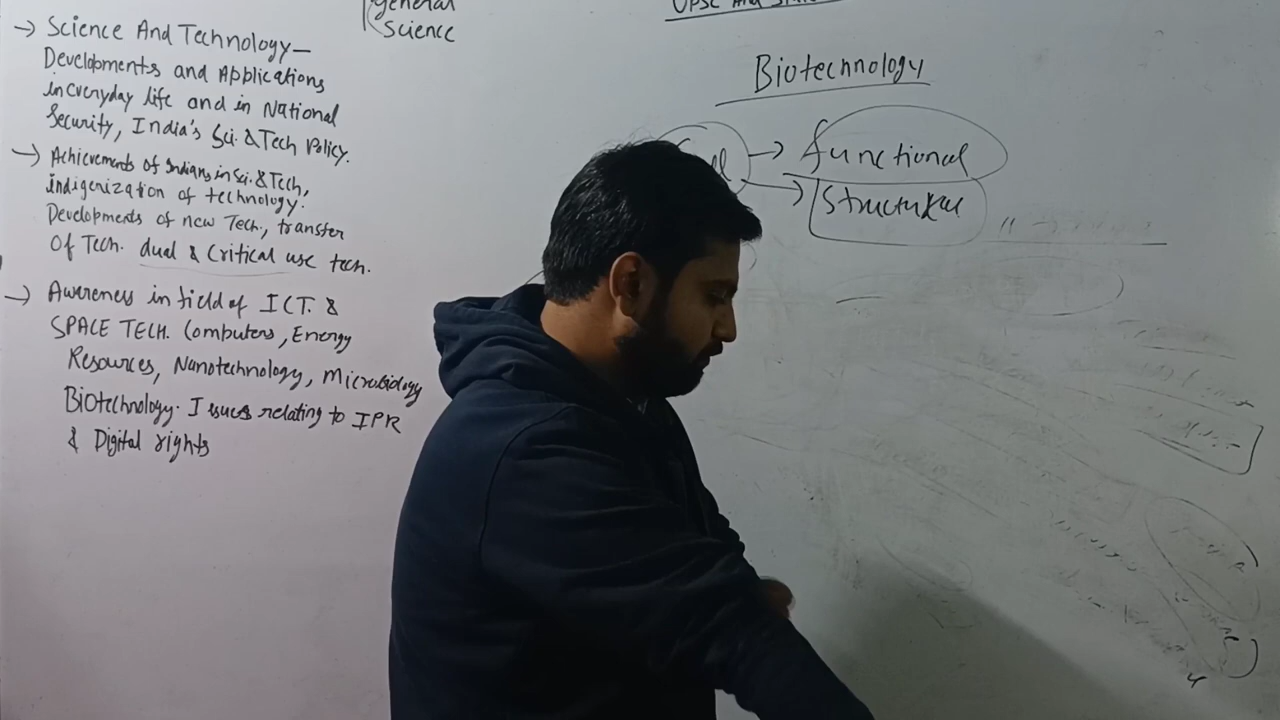 general
science
→ Science And Technology—
Developments and Applications
in everyday life and in National
Security, India's Sci. & Tech Policy.
→ Achievements of Indians in Sci. & Tech,
indigenization of technology.
Developments of new Tech., transfer
Of Tech. dual & Critical use tech.
→ Awareness in field of ICT. &
SPACE TECH. Computers, Energy
Resources, Nanotechnology, Microbiology
Biotechnology. Issues relating to IPR
& Digital rights
UPSC And
Biotechnology
→ functional
→ Structural